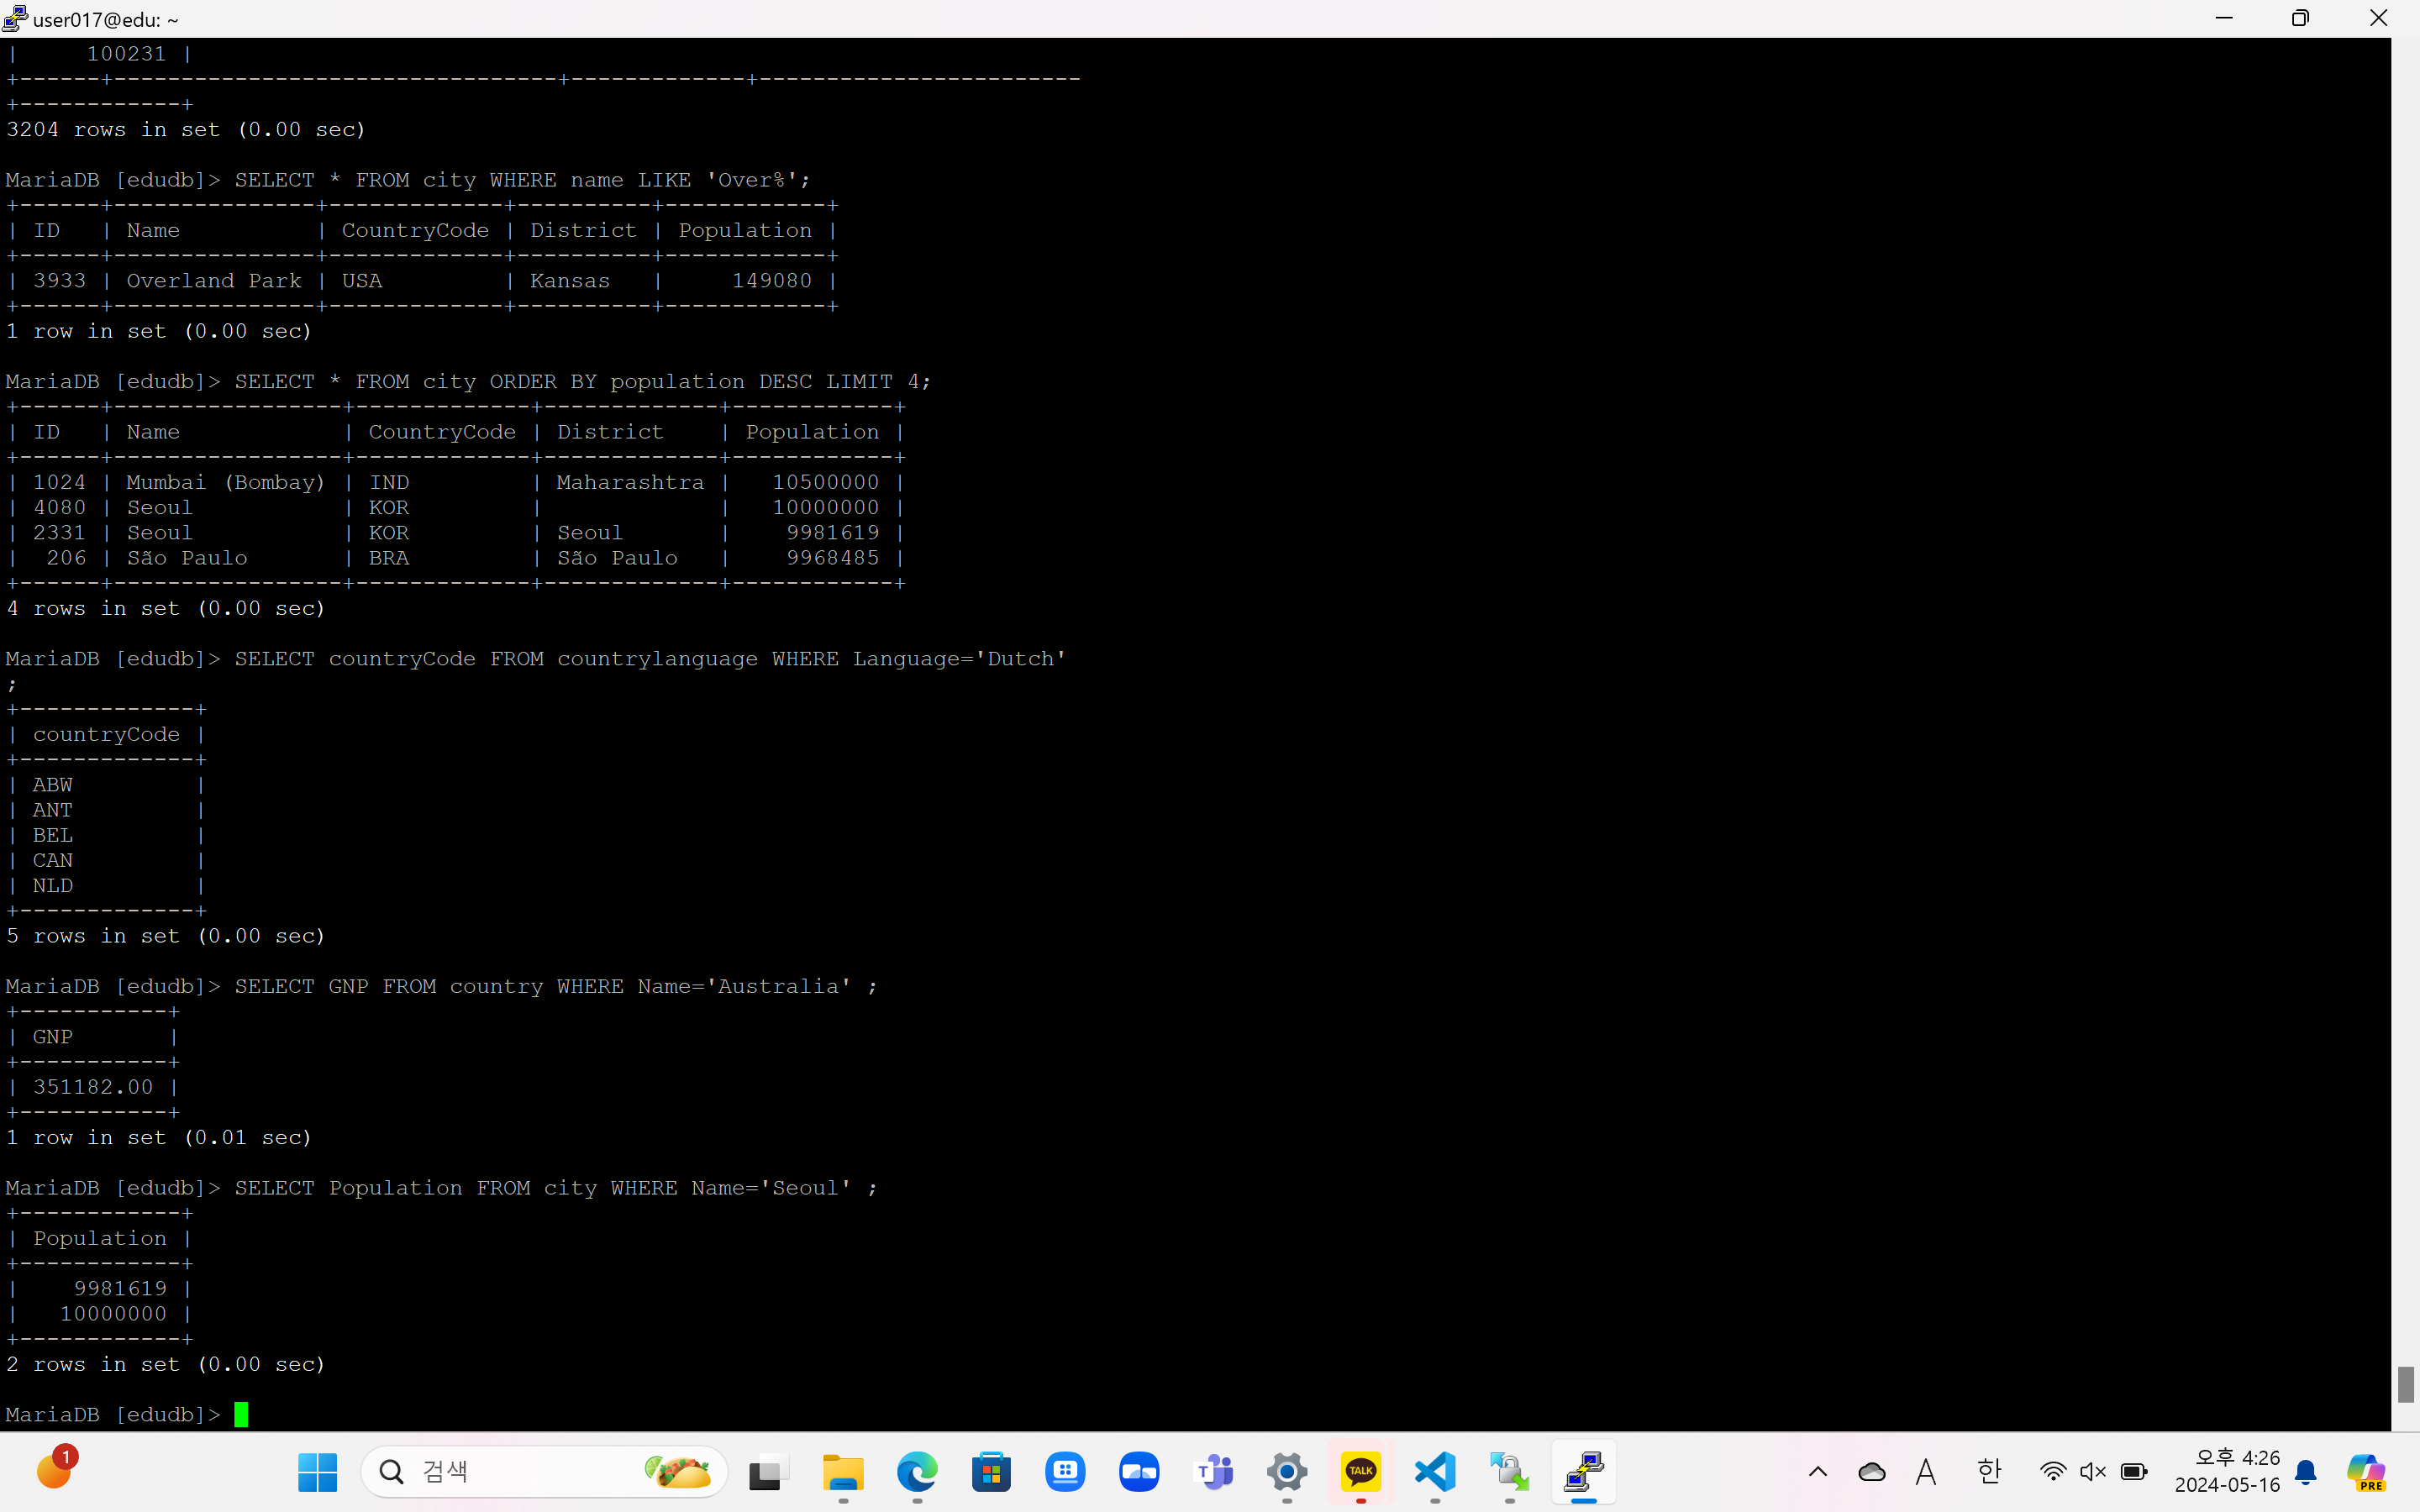 user017@edu: ~
|     100231 |
+------+---------------------------------+-------------+------------------------
+------------+
3204 rows in set (0.00 sec)
MariaDB [edudb]> SELECT * FROM city WHERE name LIKE 'Over%';
+------+---------------+-------------+----------+------------+
| ID   | Name          | CountryCode | District | Population |
+------+---------------+-------------+----------+------------+
| 3933 | Overland Park | USA         | Kansas   |     149080 |
+------+---------------+-------------+----------+------------+
1 row in set (0.00 sec)
MariaDB [edudb]> SELECT * FROM city ORDER BY population DESC LIMIT 4;
+------+-----------------+-------------+-------------+------------+
| ID   | Name            | CountryCode | District    | Population |
+------+-----------------+-------------+-------------+------------+
| 1024 | Mumbai (Bombay) | IND         | Maharashtra |   10500000 |
| 4080 | Seoul           | KOR         |             |   10000000 |
| 2331 | Seoul           | KOR         | Seoul       |    9981619 |
|  206 | São Paulo       | BRA         | São Paulo   |    9968485 |
+------+-----------------+-------------+-------------+------------+
4 rows in set (0.00 sec)
MariaDB [edudb]> SELECT countryCode FROM countrylanguage WHERE Language='Dutch'
;
+-------------+
| countryCode |
+-------------+
| ABW         |
| ANT         |
| BEL         |
| CAN         |
| NLD         |
+-------------+
5 rows in set (0.00 sec)
MariaDB [edudb]> SELECT GNP FROM country WHERE Name='Australia' ;
+-----------+
| GNP       |
+-----------+
| 351182.00 |
+-----------+
1 row in set (0.01 sec)
MariaDB [edudb]> SELECT Population FROM city WHERE Name='Seoul' ;
+------------+
| Population |
+------------+
|    9981619 |
|   10000000 |
+------------+
2 rows in set (0.00 sec)
MariaDB [edudb]>
1
검색
T
TALK
A
한
오후 4:26
2024-05-16
PRE